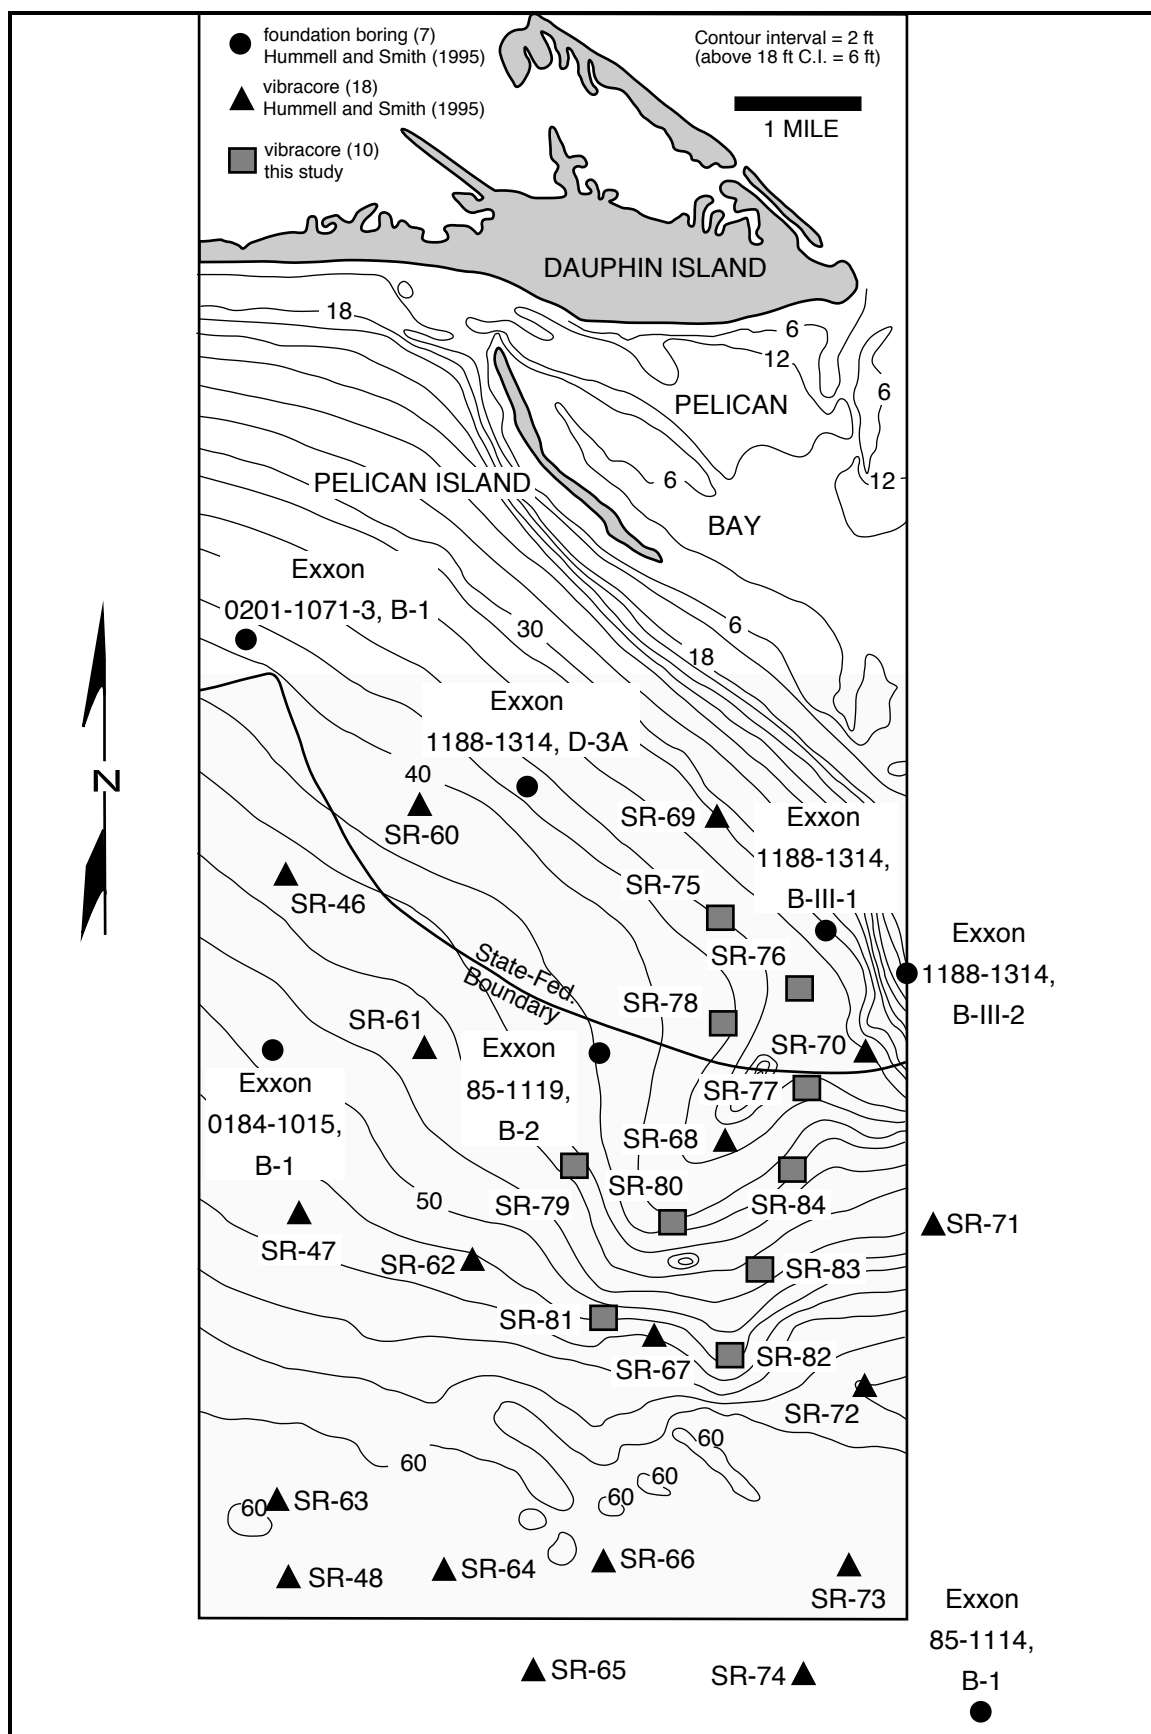 foundation boring (7)
Hummell and Smith (1995)
vibracore (18)
Hummell and Smith (1995)
vibracore (10)
this study
Contour interval = 2 ft
(above 18 ft C.I. = 6 ft)
1 MILE
DAUPHIN ISLAND
18
6
12
PELICAN
6
PELICAN ISLAND
6
12
BAY
Exxon
0201-1071-3, B-1
30
6
18
Exxon
1188-1314, D-3A
N
40
SR-60
SR-69
Exxon
1188-1314,
B-III-1
SR-46
SR-75
SR-76
Exxon
1188-1314,
B-III-2
State-Fed.
Boundary
SR-78
SR-61
SR-70
Exxon
85-1119,
B-2
Exxon
0184-1015,
B-1
SR-77
SR-68
SR-80
SR-79
50
SR-84
SR-71
SR-47
SR-62
SR-83
SR-81
SR-82
SR-67
SR-72
60
60
60
60
60
SR-63
SR-48
SR-64
SR-66
SR-73
Exxon
85-1114,
B-1
SR-65
SR-74